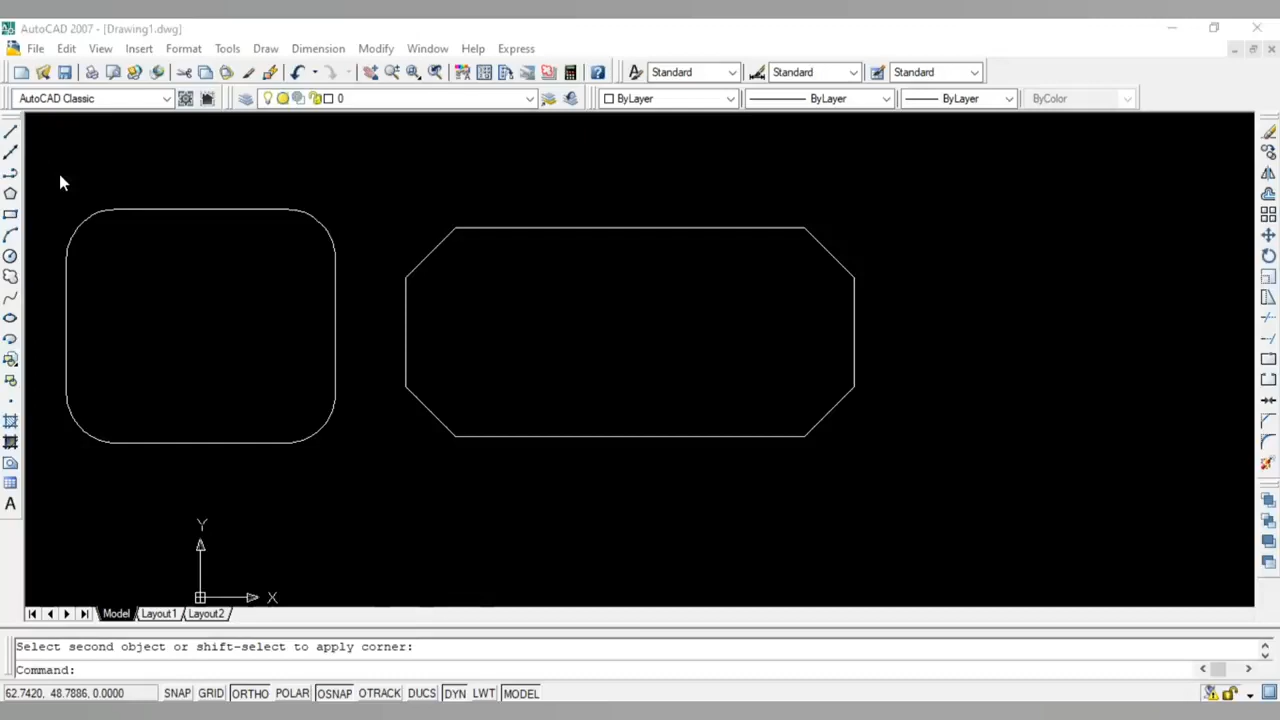 AutoCAD 2007 - [Drawing1.dwg]
File Edit View Insert Format Tools Draw Dimension Modify Window Help Express
Standard Standard Standard
AutoCAD Classic 0 ByLayer ByLayer ByLayer ByColor
A
Y
X
Model Layout1 Layout2
Select second object or shift-select to apply corner:
Command:
62.7420, 48.7886, 0.0000 SNAP GRID ORTHO POLAR OSNAP OTRACK DUCS DYN LWT MODEL